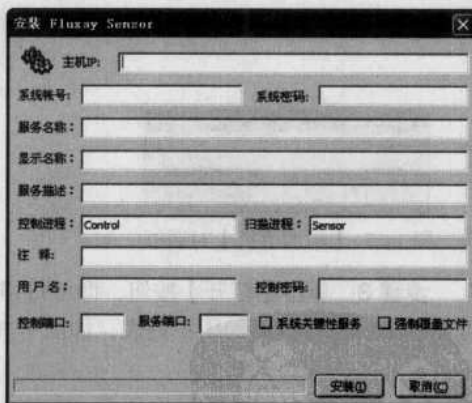 安装 Fluxay Sensor
主机IP:
系统帐号: 系统密码:
服务名称:
显示名称:
服务描述:
控制进程: Control 扫描进程: Sensor
注 释:
用户名: 控制密码:
控制端口: 服务端口: 系统关键性服务 强制覆盖文件
安装(I) 取消(C)